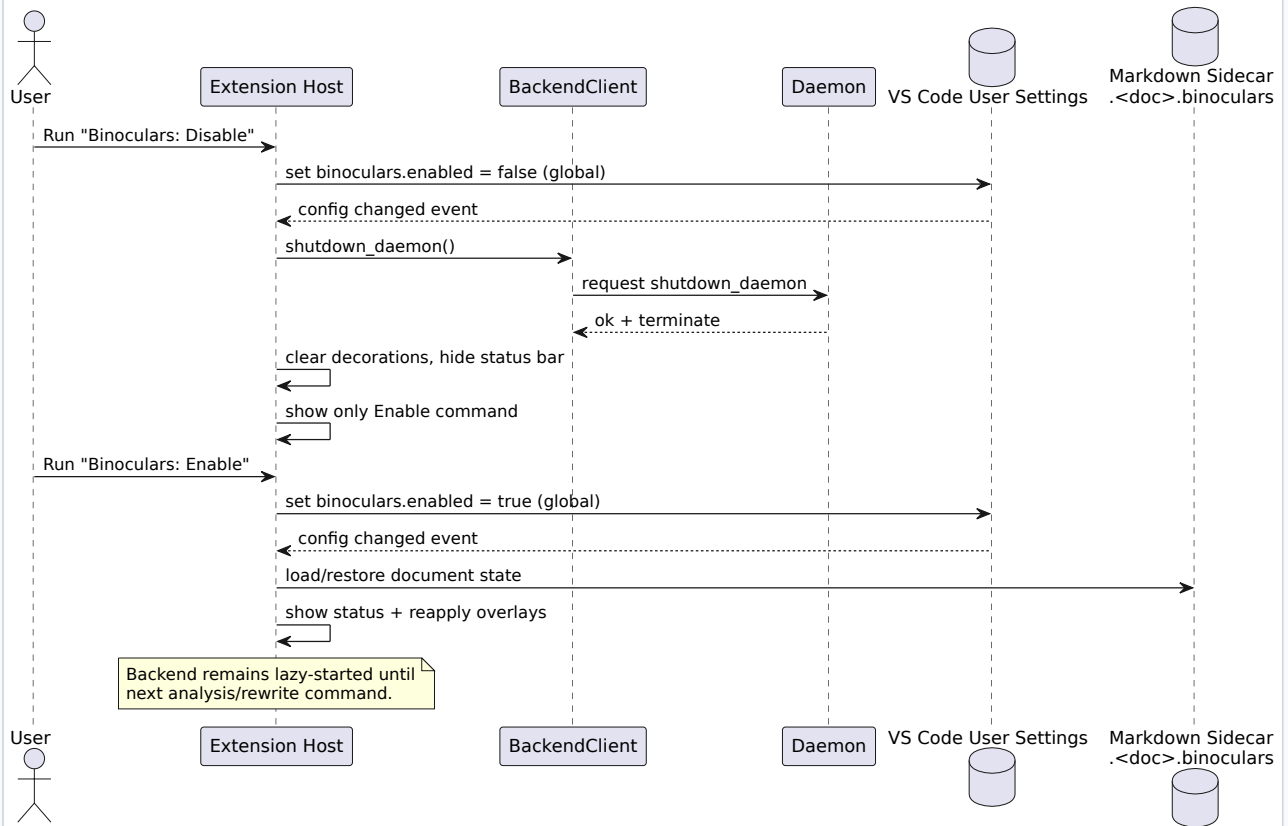 User
Extension Host
BackendClient
Daemon
VS Code User Settings
Markdown Sidecar
.<doc>.binoculars
Run "Binoculars: Disable"
set binoculars.enabled = false (global)
config changed event
shutdown_daemon()
request shutdown_daemon
ok + terminate
clear decorations, hide status bar
show only Enable command
Run "Binoculars: Enable"
set binoculars.enabled = true (global)
config changed event
load/restore document state
show status + reapply overlays
Backend remains lazy-started until
next analysis/rewrite command.
User
Extension Host
BackendClient
Daemon
VS Code User Settings
Markdown Sidecar
.<doc>.binoculars